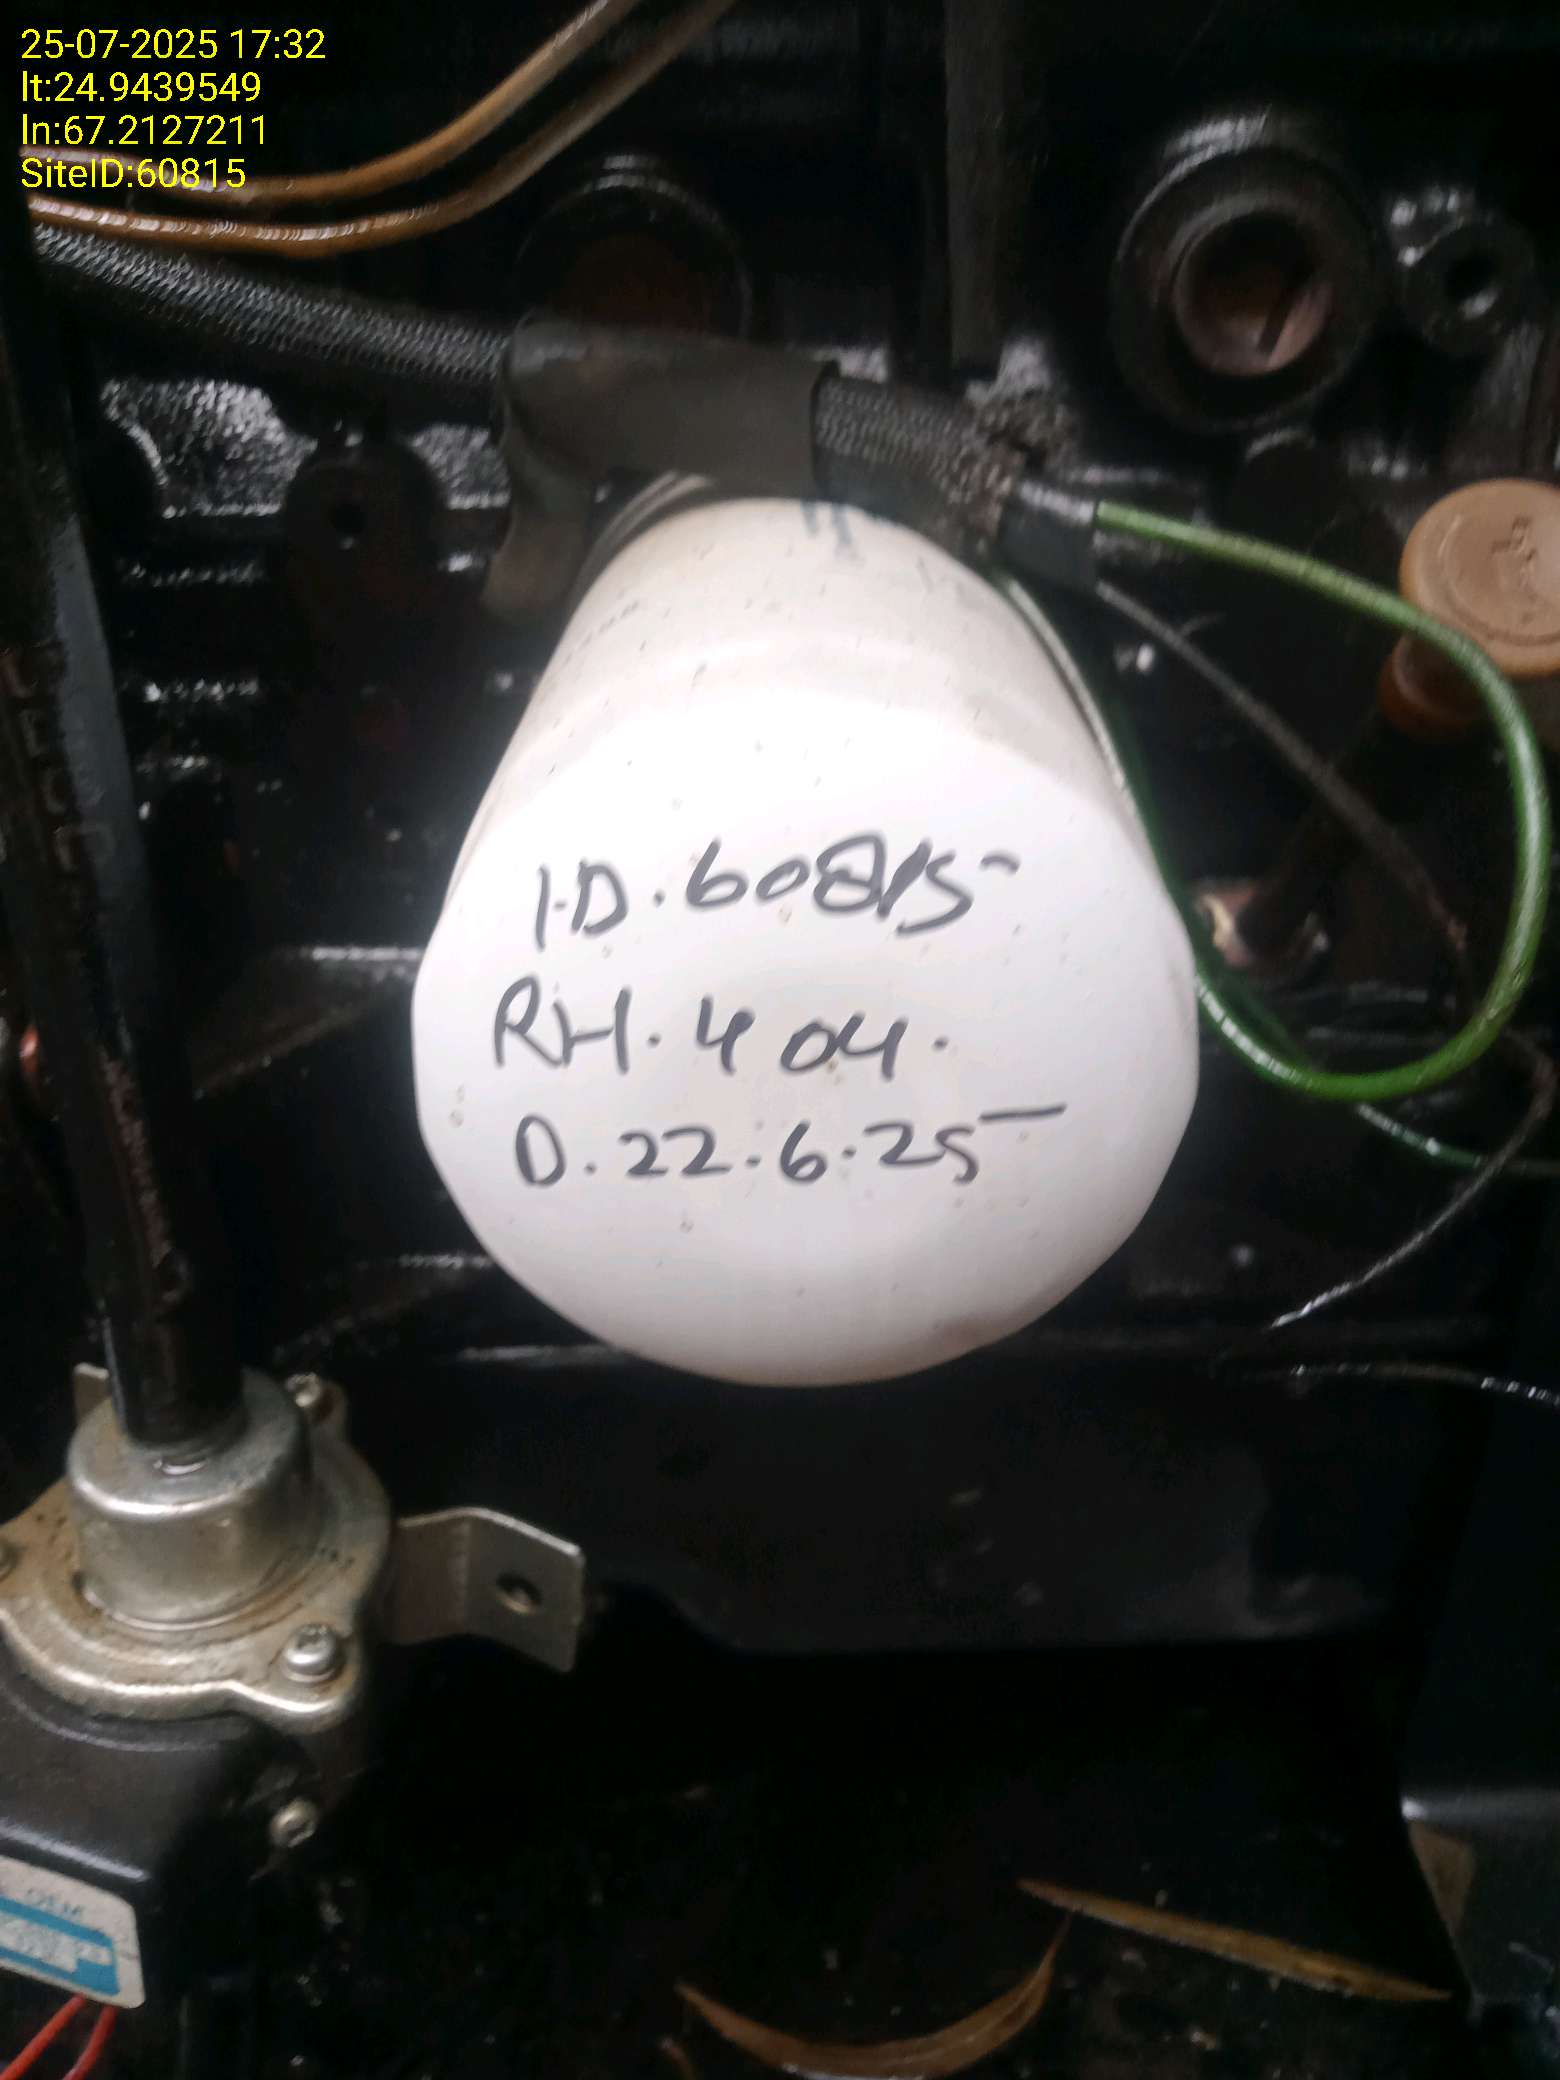 25-07-2025 17:32
lt:24.9439549
ln:67.2127211
SiteID:60815
I.D.60815
RH.404.
D.22.6.25